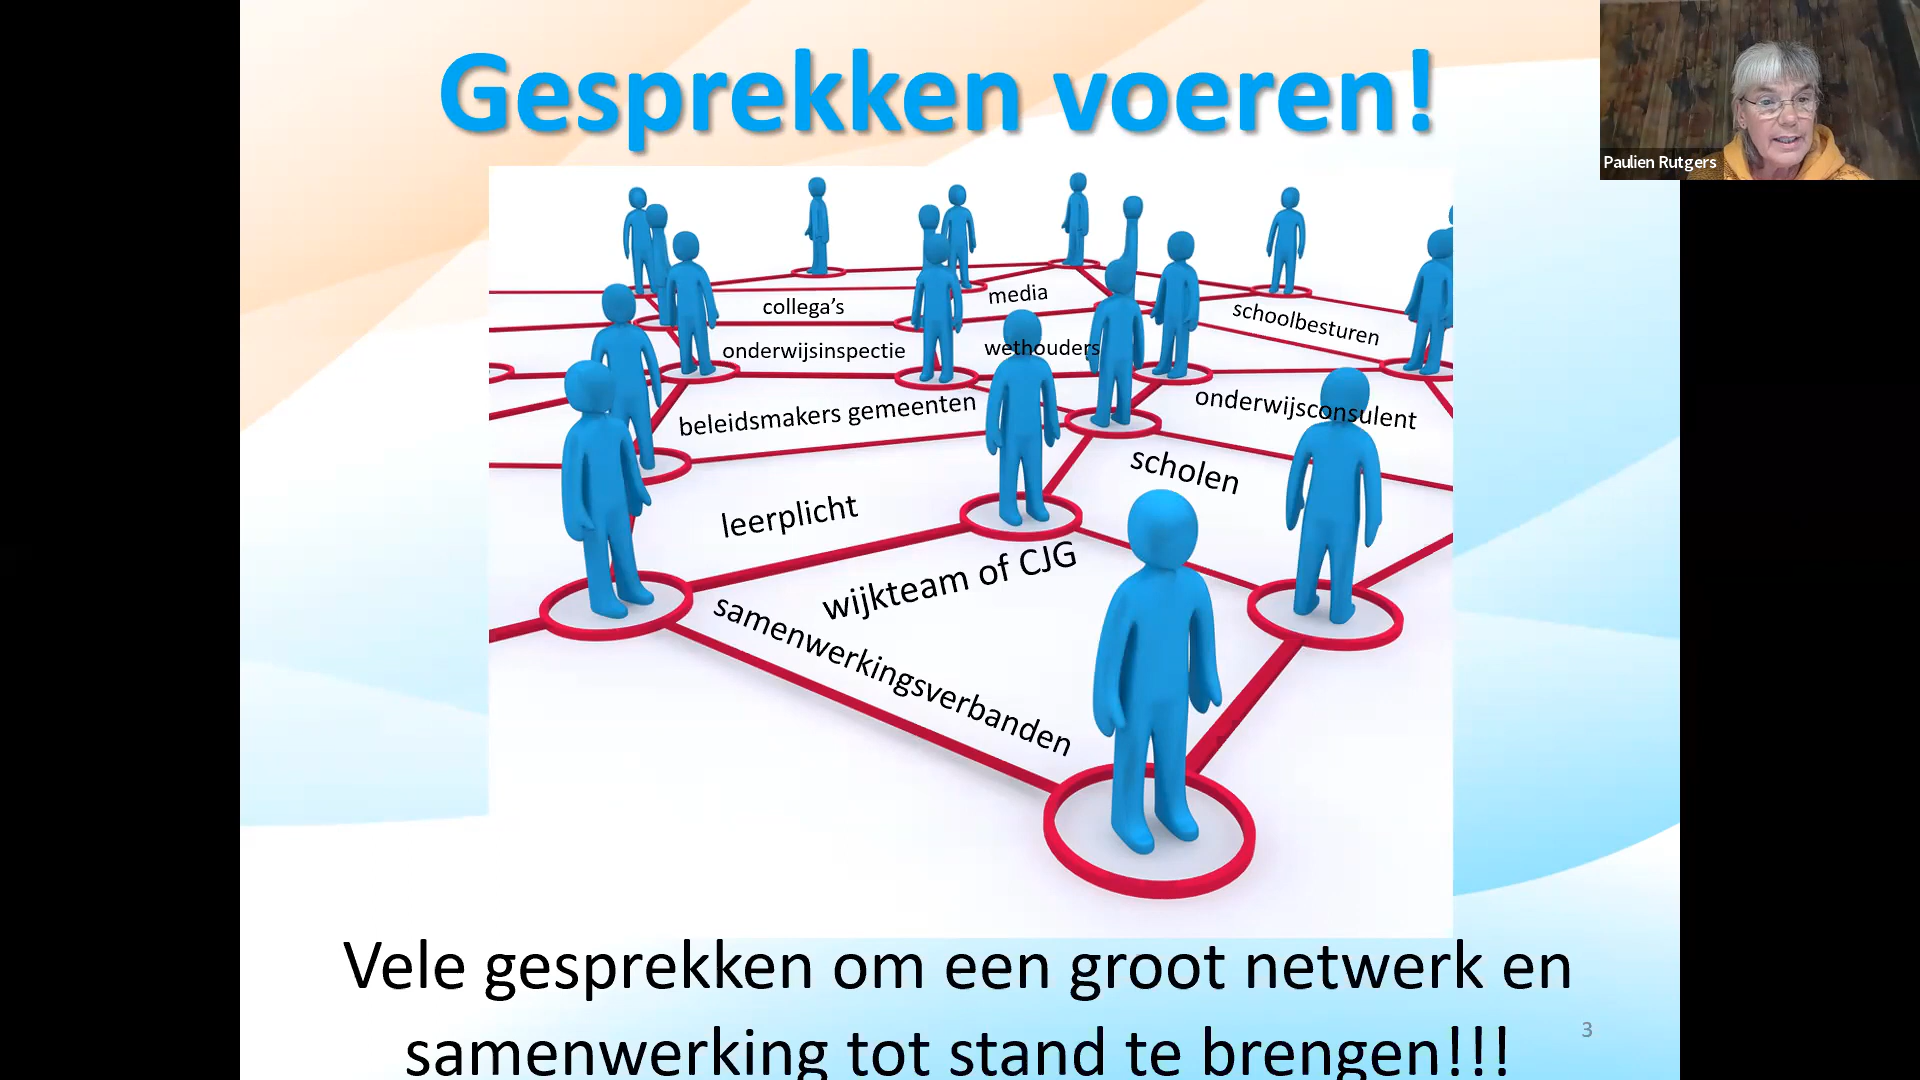 Gesprekken voeren!
Paulien Rutgers
collega's
media
schoolbesturen
onderwijsinspectie
wethouders
beleidsmakers gemeenten
onderwijsconsulent
scholen
leerplicht
wijkteam of CJG
samenwerkingsverbanden
Vele gesprekken om een groot netwerk en
samenwerking tot stand te brengen!!!
3